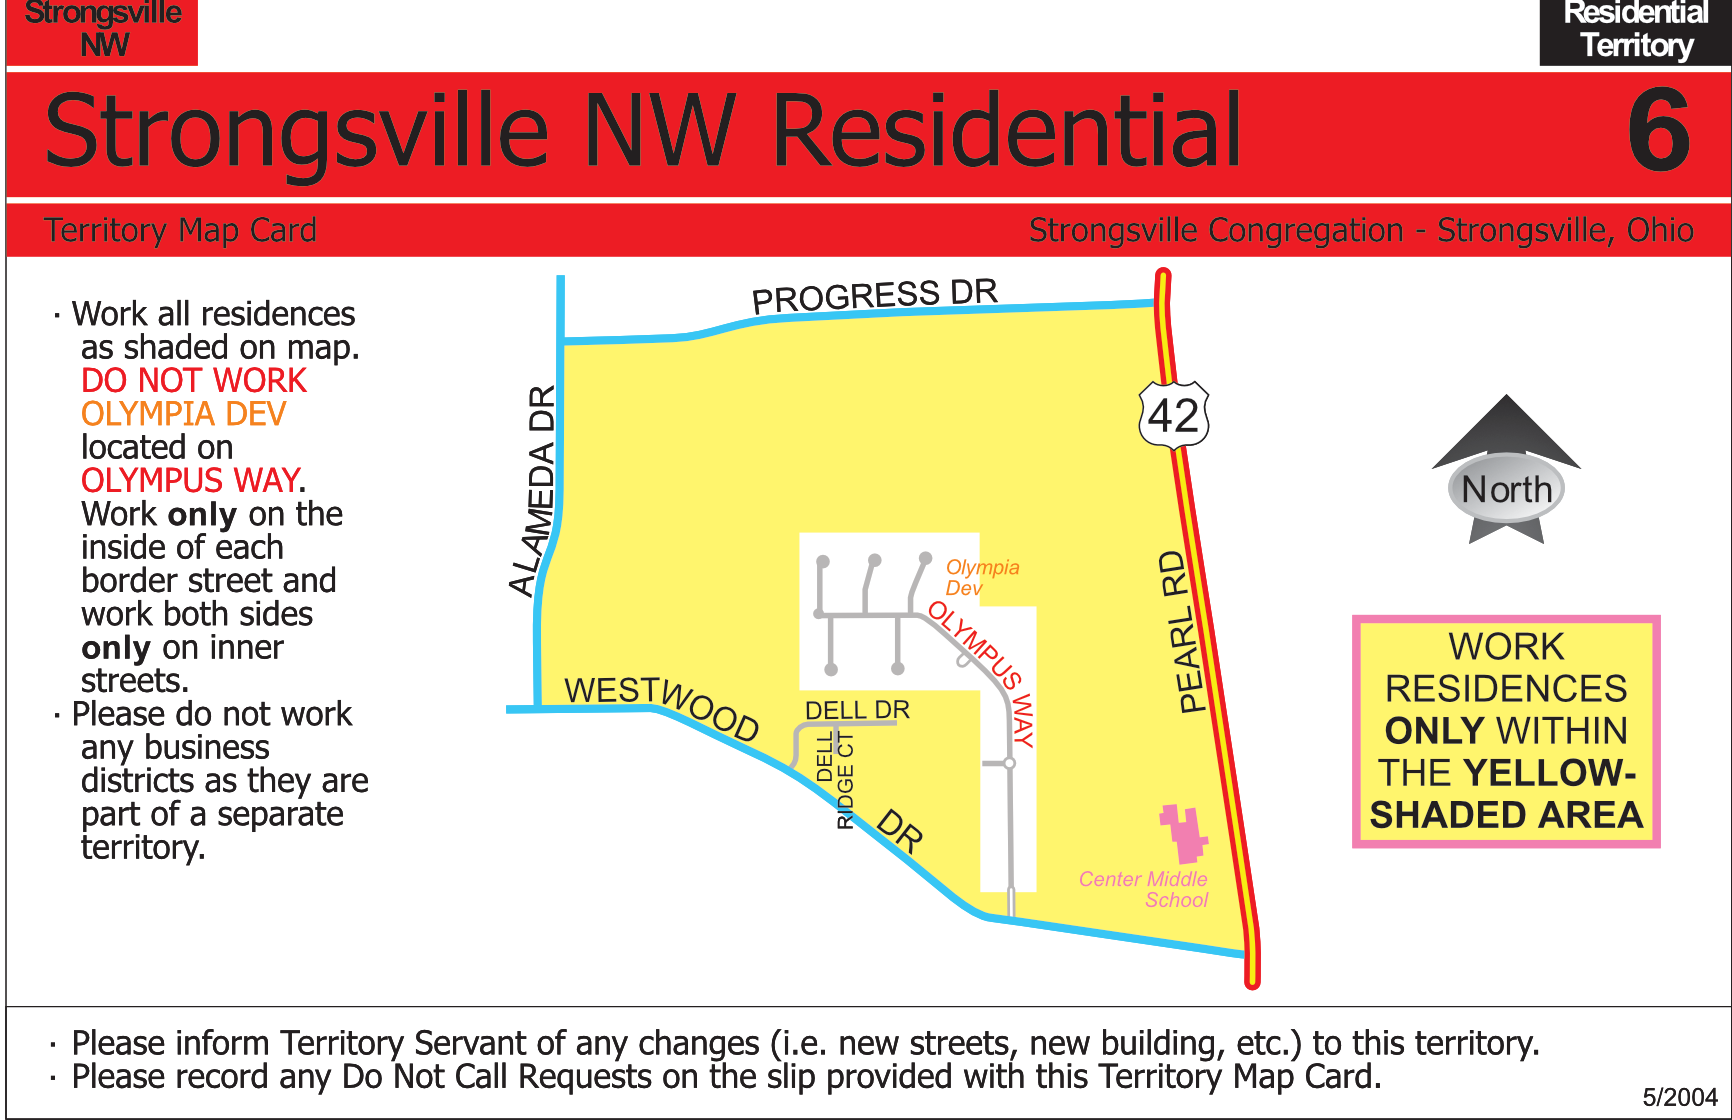 Strongsville
NW
Residential
Territory
Strongsville NW Residential
6
Territory Map Card
Strongsville Congregation - Strongsville, Ohio
· Work all residences
as shaded on map.
DO NOT WORK
OLYMPIA DEV
located on
OLYMPUS WAY.
Work only on the
inside of each
border street and
work both sides
only on inner
streets.
· Please do not work
any business
districts as they are
part of a separate
territory.
PROGRESS DR
ALAMEDA DR
42
North
Olympia
Dev
OLYMPUS WAY
PEARL RD
WESTWOOD DR
DELL DR
DELL
RIDGE CT
Center Middle
School
WORK
RESIDENCES
ONLY WITHIN
THE YELLOW-
SHADED AREA
· Please inform Territory Servant of any changes (i.e. new streets, new building, etc.) to this territory.
· Please record any Do Not Call Requests on the slip provided with this Territory Map Card.
5/2004